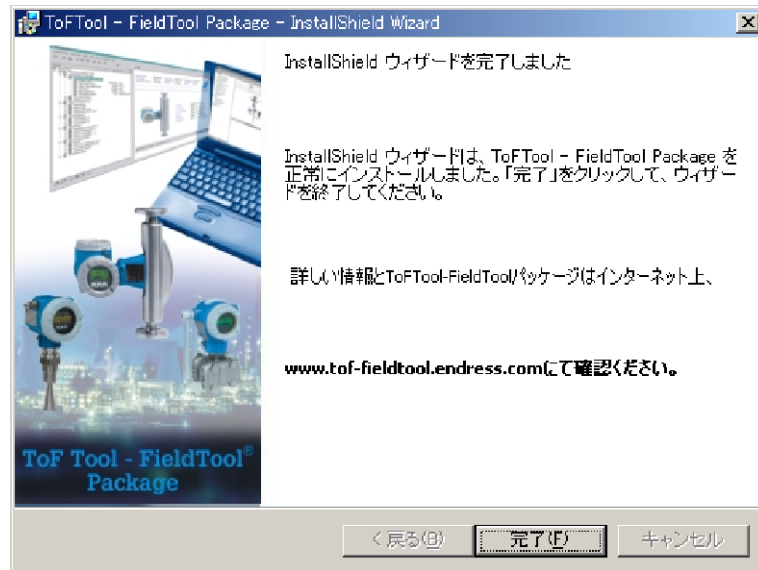 ToFTool - FieldTool Package - InstallShield Wizard
InstallShield ウィザードを完了しました
InstallShield ウィザードは、ToFTool - FieldTool Package を
正常にインストールしました。「完了」をクリックして、ウィザー
ドを終了してください。
詳しい情報とToFTool-FieldToolパッケージはインターネット上、
www.tof-fieldtool.endress.comにて確認ください。
ToF Tool - FieldTool®
Package
< 戻る(B)
完了(F)
キャンセル